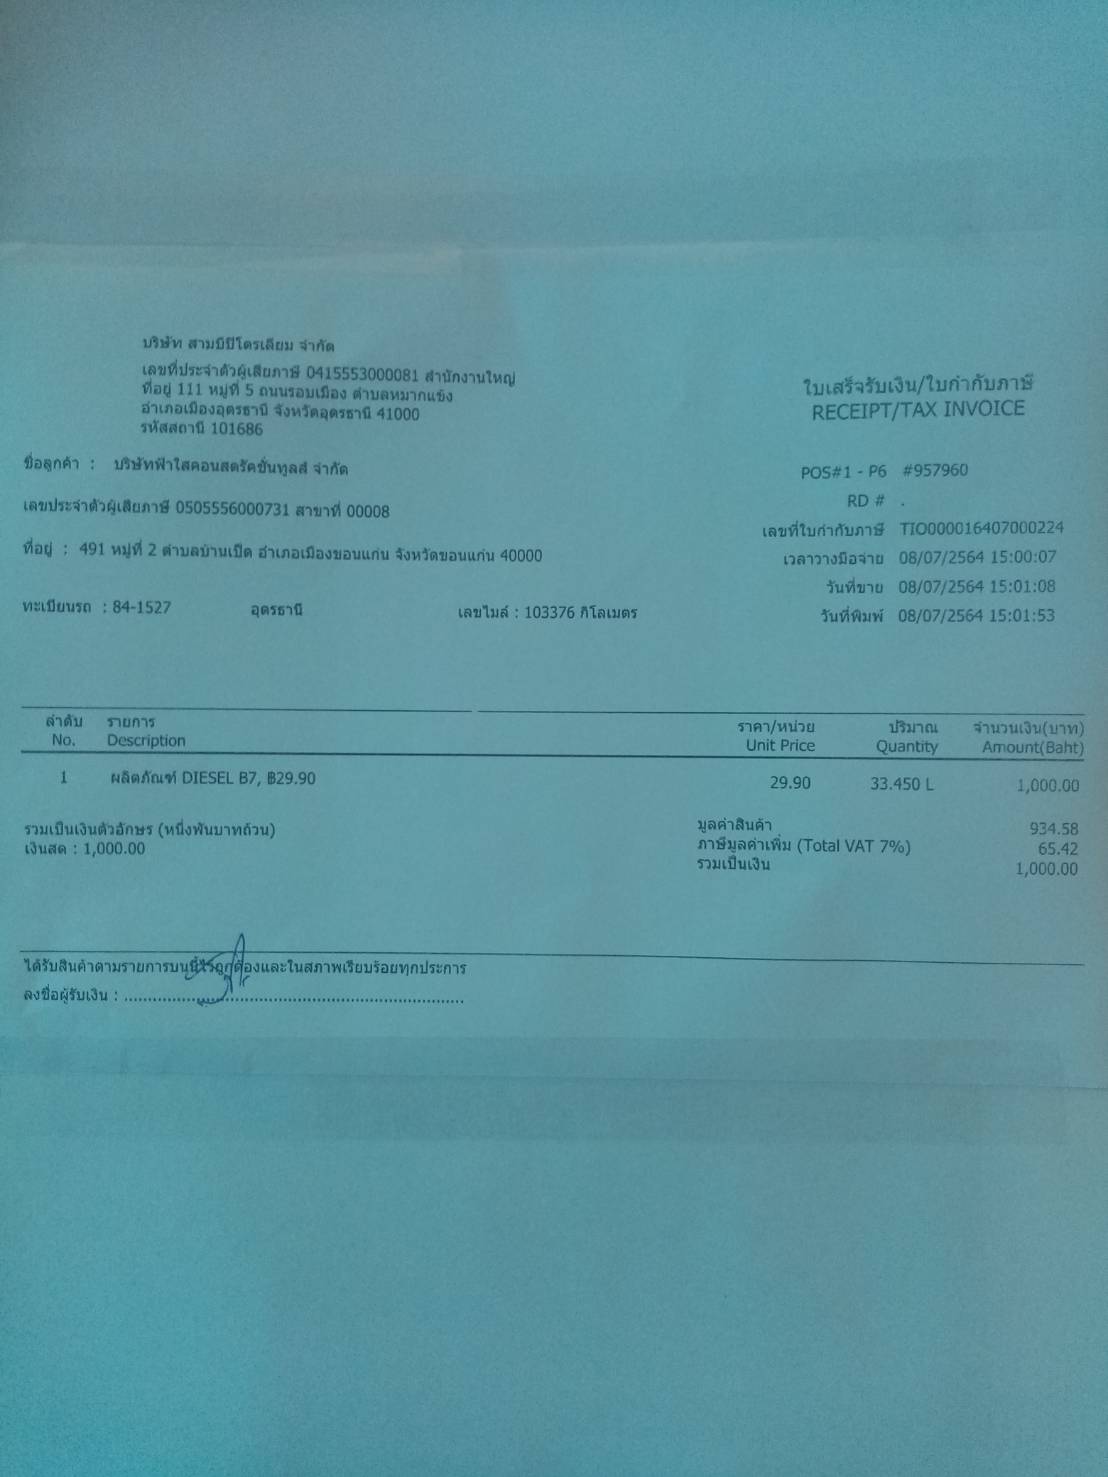 บริษัท สามมิปิโตรเลียม จำกัด
เลขที่ประจำตัวผู้เสียภาษี 0415553000081 สำนักงานใหญ่
ที่อยู่ 111 หมู่ที่ 5 ถนนรอบเมือง ตำบลหมากแข้ง
อำเภอเมืองอุดรธานี จังหวัดอุดรธานี 41000
รหัสสถานี 101686
ใบเสร็จรับเงิน/ใบกำกับภาษี
RECEIPT/TAX INVOICE
ชื่อลูกค้า : บริษัทฟ้าใสคอนสตรัคชั่นทูลส์ จำกัด
POS#1 - P6 #957960
RD # .
เลขประจำตัวผู้เสียภาษี 0505556000731 สาขาที่ 00008
เลขที่ใบกำกับภาษี TIO000016407000224
ที่อยู่ : 491 หมู่ที่ 2 ตำบลบ้านเป็ด อำเภอเมืองขอนแก่น จังหวัดขอนแก่น 40000
เวลาวางมือจ่าย 08/07/2564 15:00:07
วันที่ขาย 08/07/2564 15:01:08
ทะเบียนรถ : 84-1527 อุดรธานี เลขไมล์ : 103376 กิโลเมตร
วันที่พิมพ์ 08/07/2564 15:01:53
ลำดับ รายการ ราคา/หน่วย ปริมาณ จำนวนเงิน(บาท)
No. Description Unit Price Quantity Amount(Baht)
1 ผลิตภัณฑ์ DIESEL B7, ฿29.90 29.90 33.450 L 1,000.00
รวมเป็นเงินตัวอักษร (หนึ่งพันบาทถ้วน) มูลค่าสินค้า 934.58
เงินสด : 1,000.00 ภาษีมูลค่าเพิ่ม (Total VAT 7%) 65.42
รวมเป็นเงิน 1,000.00
ได้รับสินค้าตามรายการบนนี้ไว้ถูกต้องและในสภาพเรียบร้อยทุกประการ
ลงชื่อผู้รับเงิน : ........................................................................